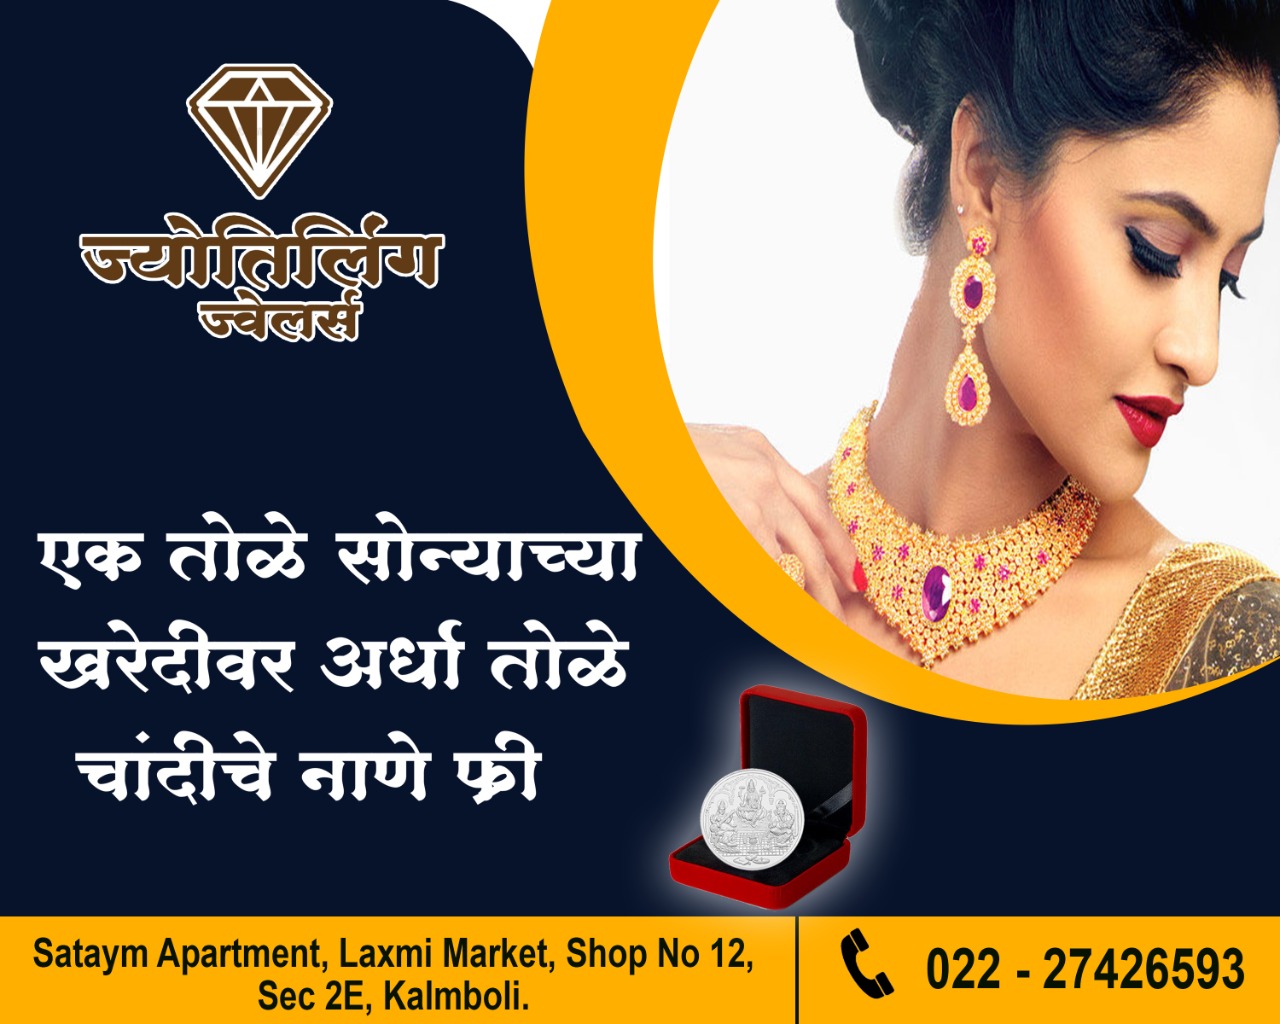 ज्योतिर्लिंग
ज्वेलर्स
एक तोळे सोन्याच्या
खरेदीवर अर्धा तोळे
चांदीचे नाणे फ्री
Sataym Apartment, Laxmi Market, Shop No 12,
Sec 2E, Kalmboli.
022 - 27426593